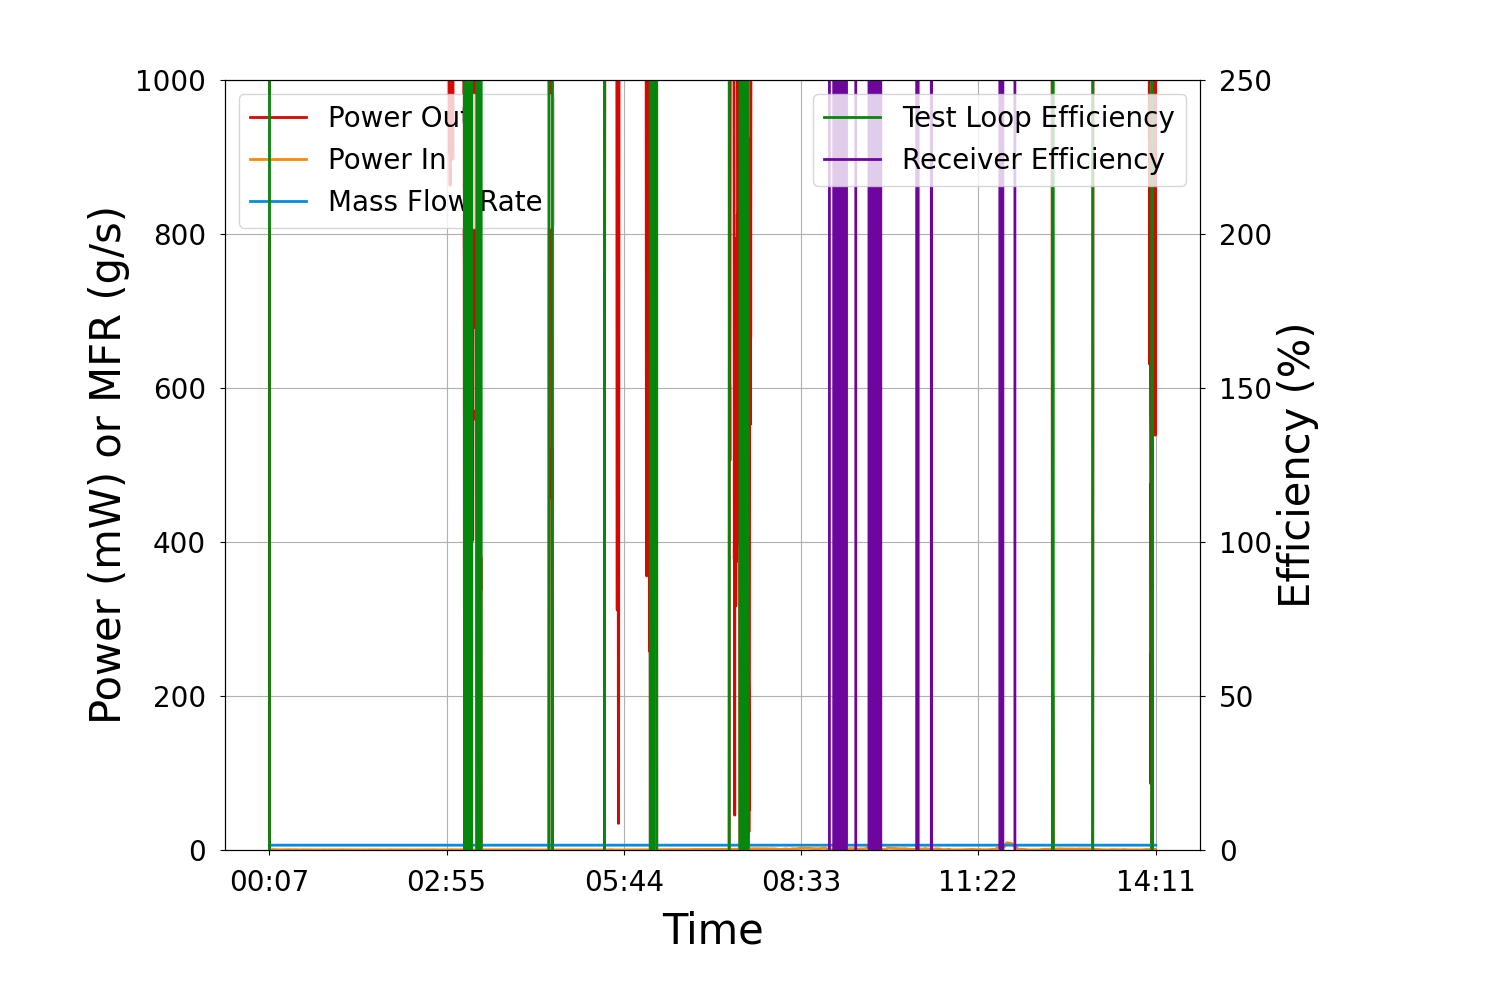 1000
800
600
400
200
0
Power (mW) or MFR (g/s)
Power Out
Power In
Mass Flow Rate
Test Loop Efficiency
Receiver Efficiency
250
200
150
100
50
0
Efficiency (%)
00:07 02:55 05:44 08:33 11:22 14:11
Time